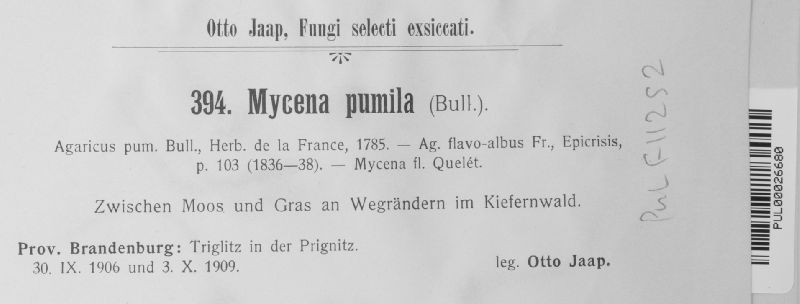 Otto Jaap, Fungi selecti exsiccati.
394. Mycena pumila (Bull.).
Agaricus pum. Bull., Herb. de la France, 1785. — Ag. flavo-albus Fr., Epicrisis,
p. 103 (1836—38). — Mycena fl. Quelét.
Zwischen Moos und Gras an Wegrändern im Kiefernwald.
Prov. Brandenburg: Triglitz in der Prignitz.
30. IX. 1906 und 3. X. 1909.
leg. Otto Jaap.
PUL F11252
PUL00026680